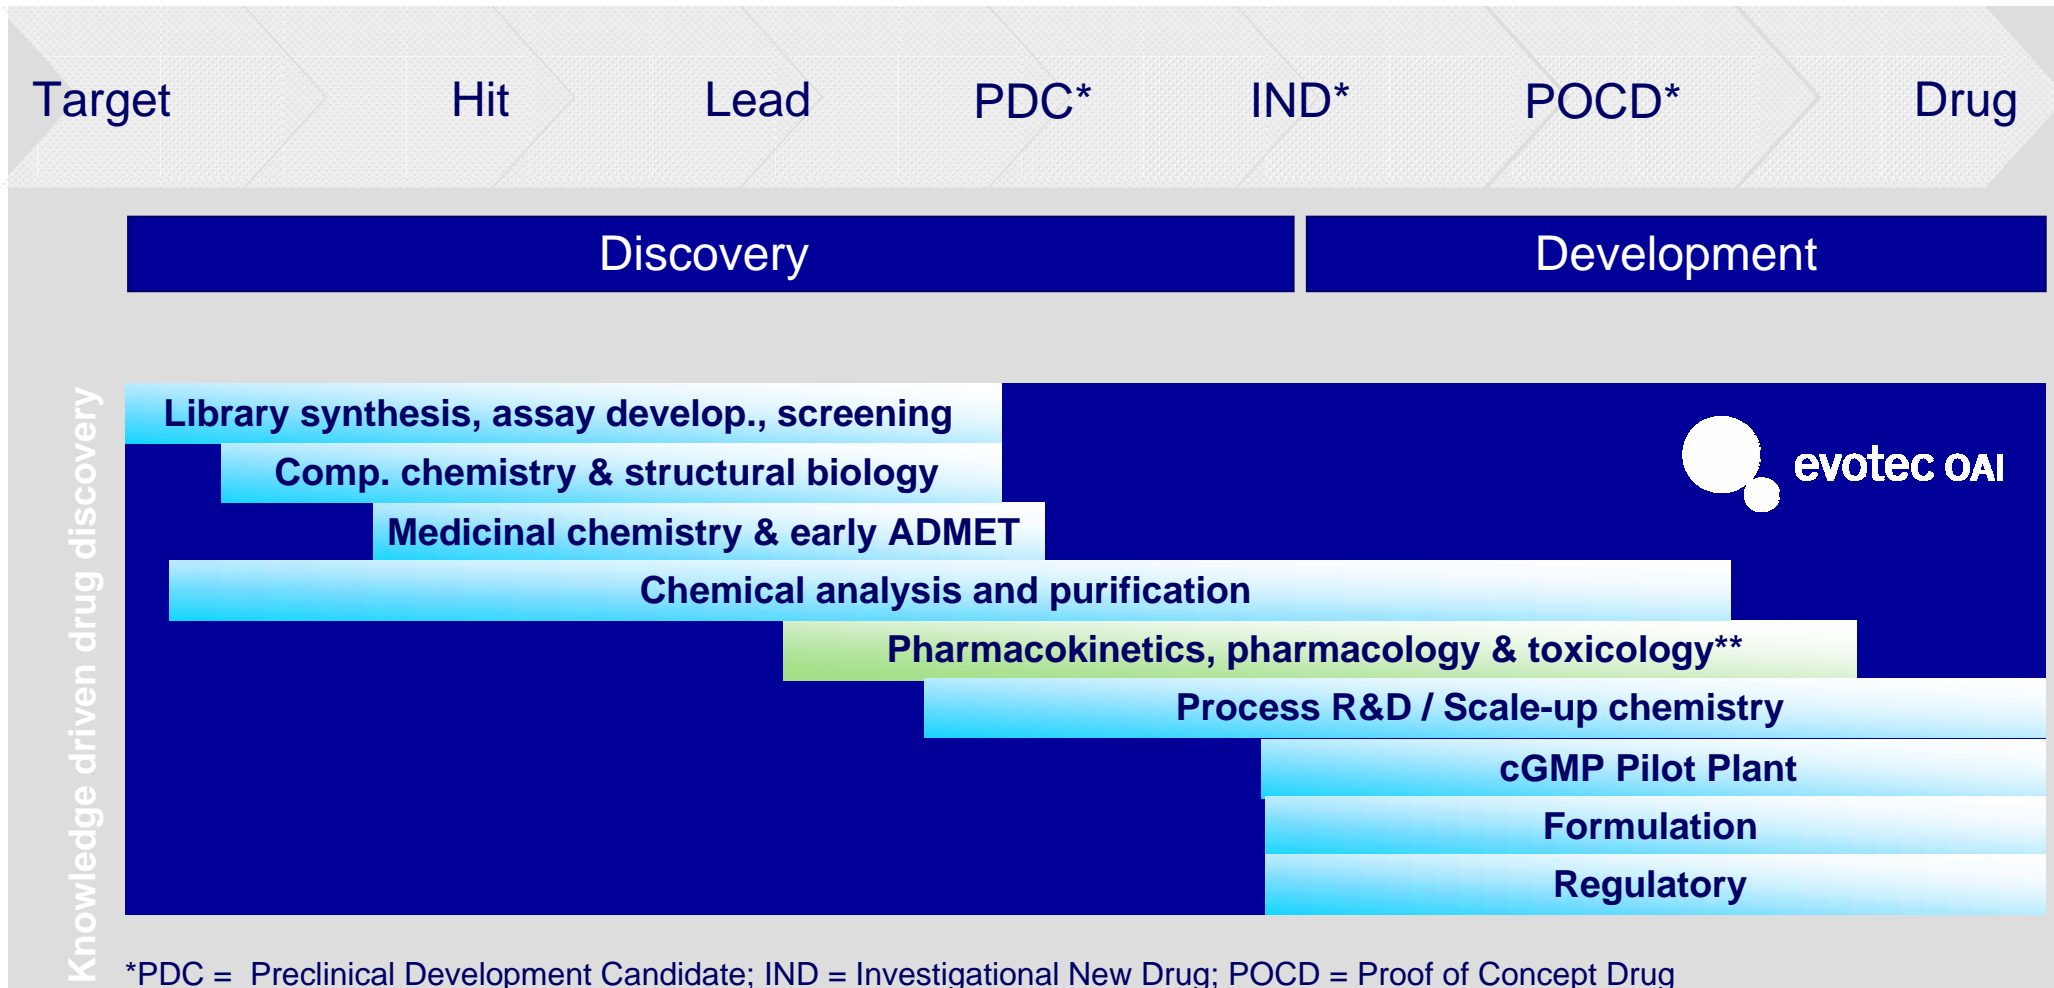 Target Hit Lead PDC* IND* POCD* Drug
Discovery Development
Knowledge driven drug discovery
Library synthesis, assay develop., screening
evotec OAI
Comp. chemistry & structural biology
Medicinal chemistry & early ADMET
Chemical analysis and purification
Pharmacokinetics, pharmacology & toxicology**
Process R&D / Scale-up chemistry
cGMP Pilot Plant
Formulation
Regulatory
*PDC = Preclinical Development Candidate; IND = Investigational New Drug; POCD = Proof of Concept Drug